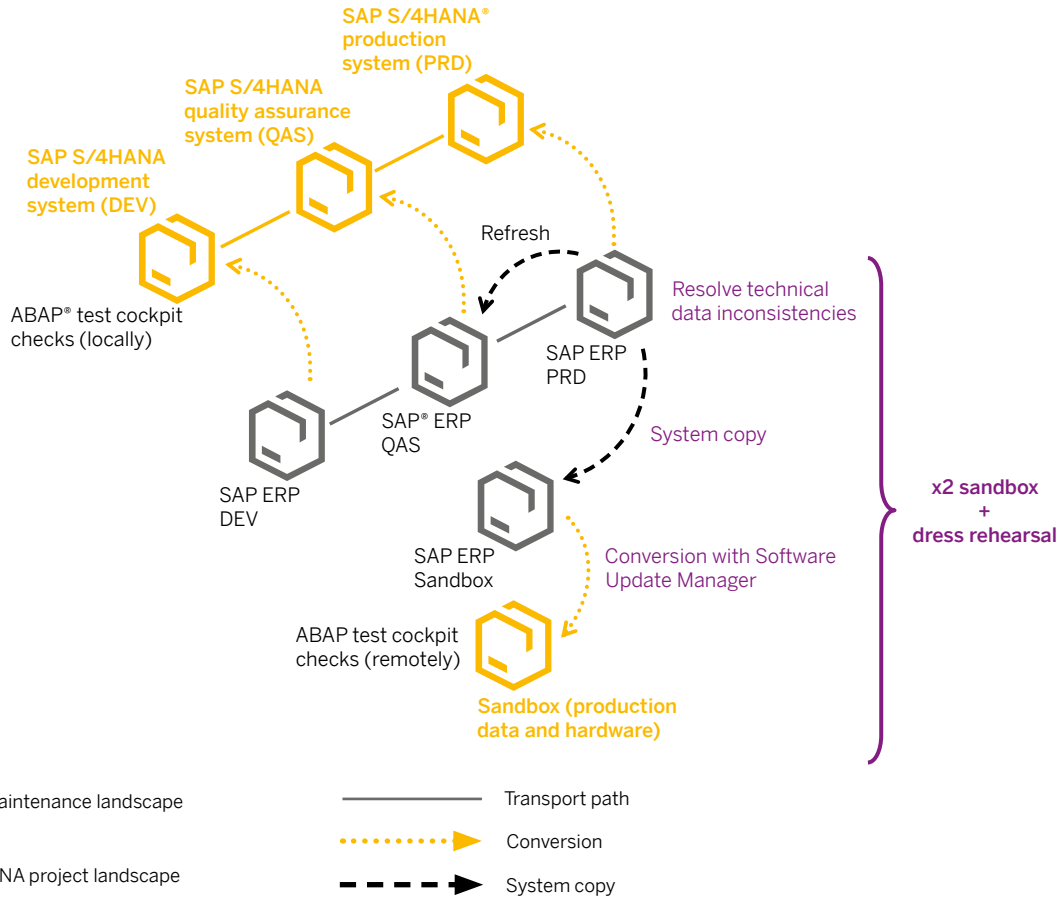 SAP S/4HANA®
production
system (PRD)
SAP S/4HANA
quality assurance
system (QAS)
SAP S/4HANA
development
system (DEV)
ABAP® test cockpit
checks (locally)
Refresh
Resolve technical
data inconsistencies
SAP ERP
PRD
SAP® ERP
QAS
SAP ERP
DEV
System copy
x2 sandbox
+
dress rehearsal
SAP ERP
Sandbox
Conversion with Software
Update Manager
ABAP test cockpit
checks (remotely)
Sandbox (production
data and hardware)
aintenance landscape
Transport path
Conversion
NA project landscape
System copy